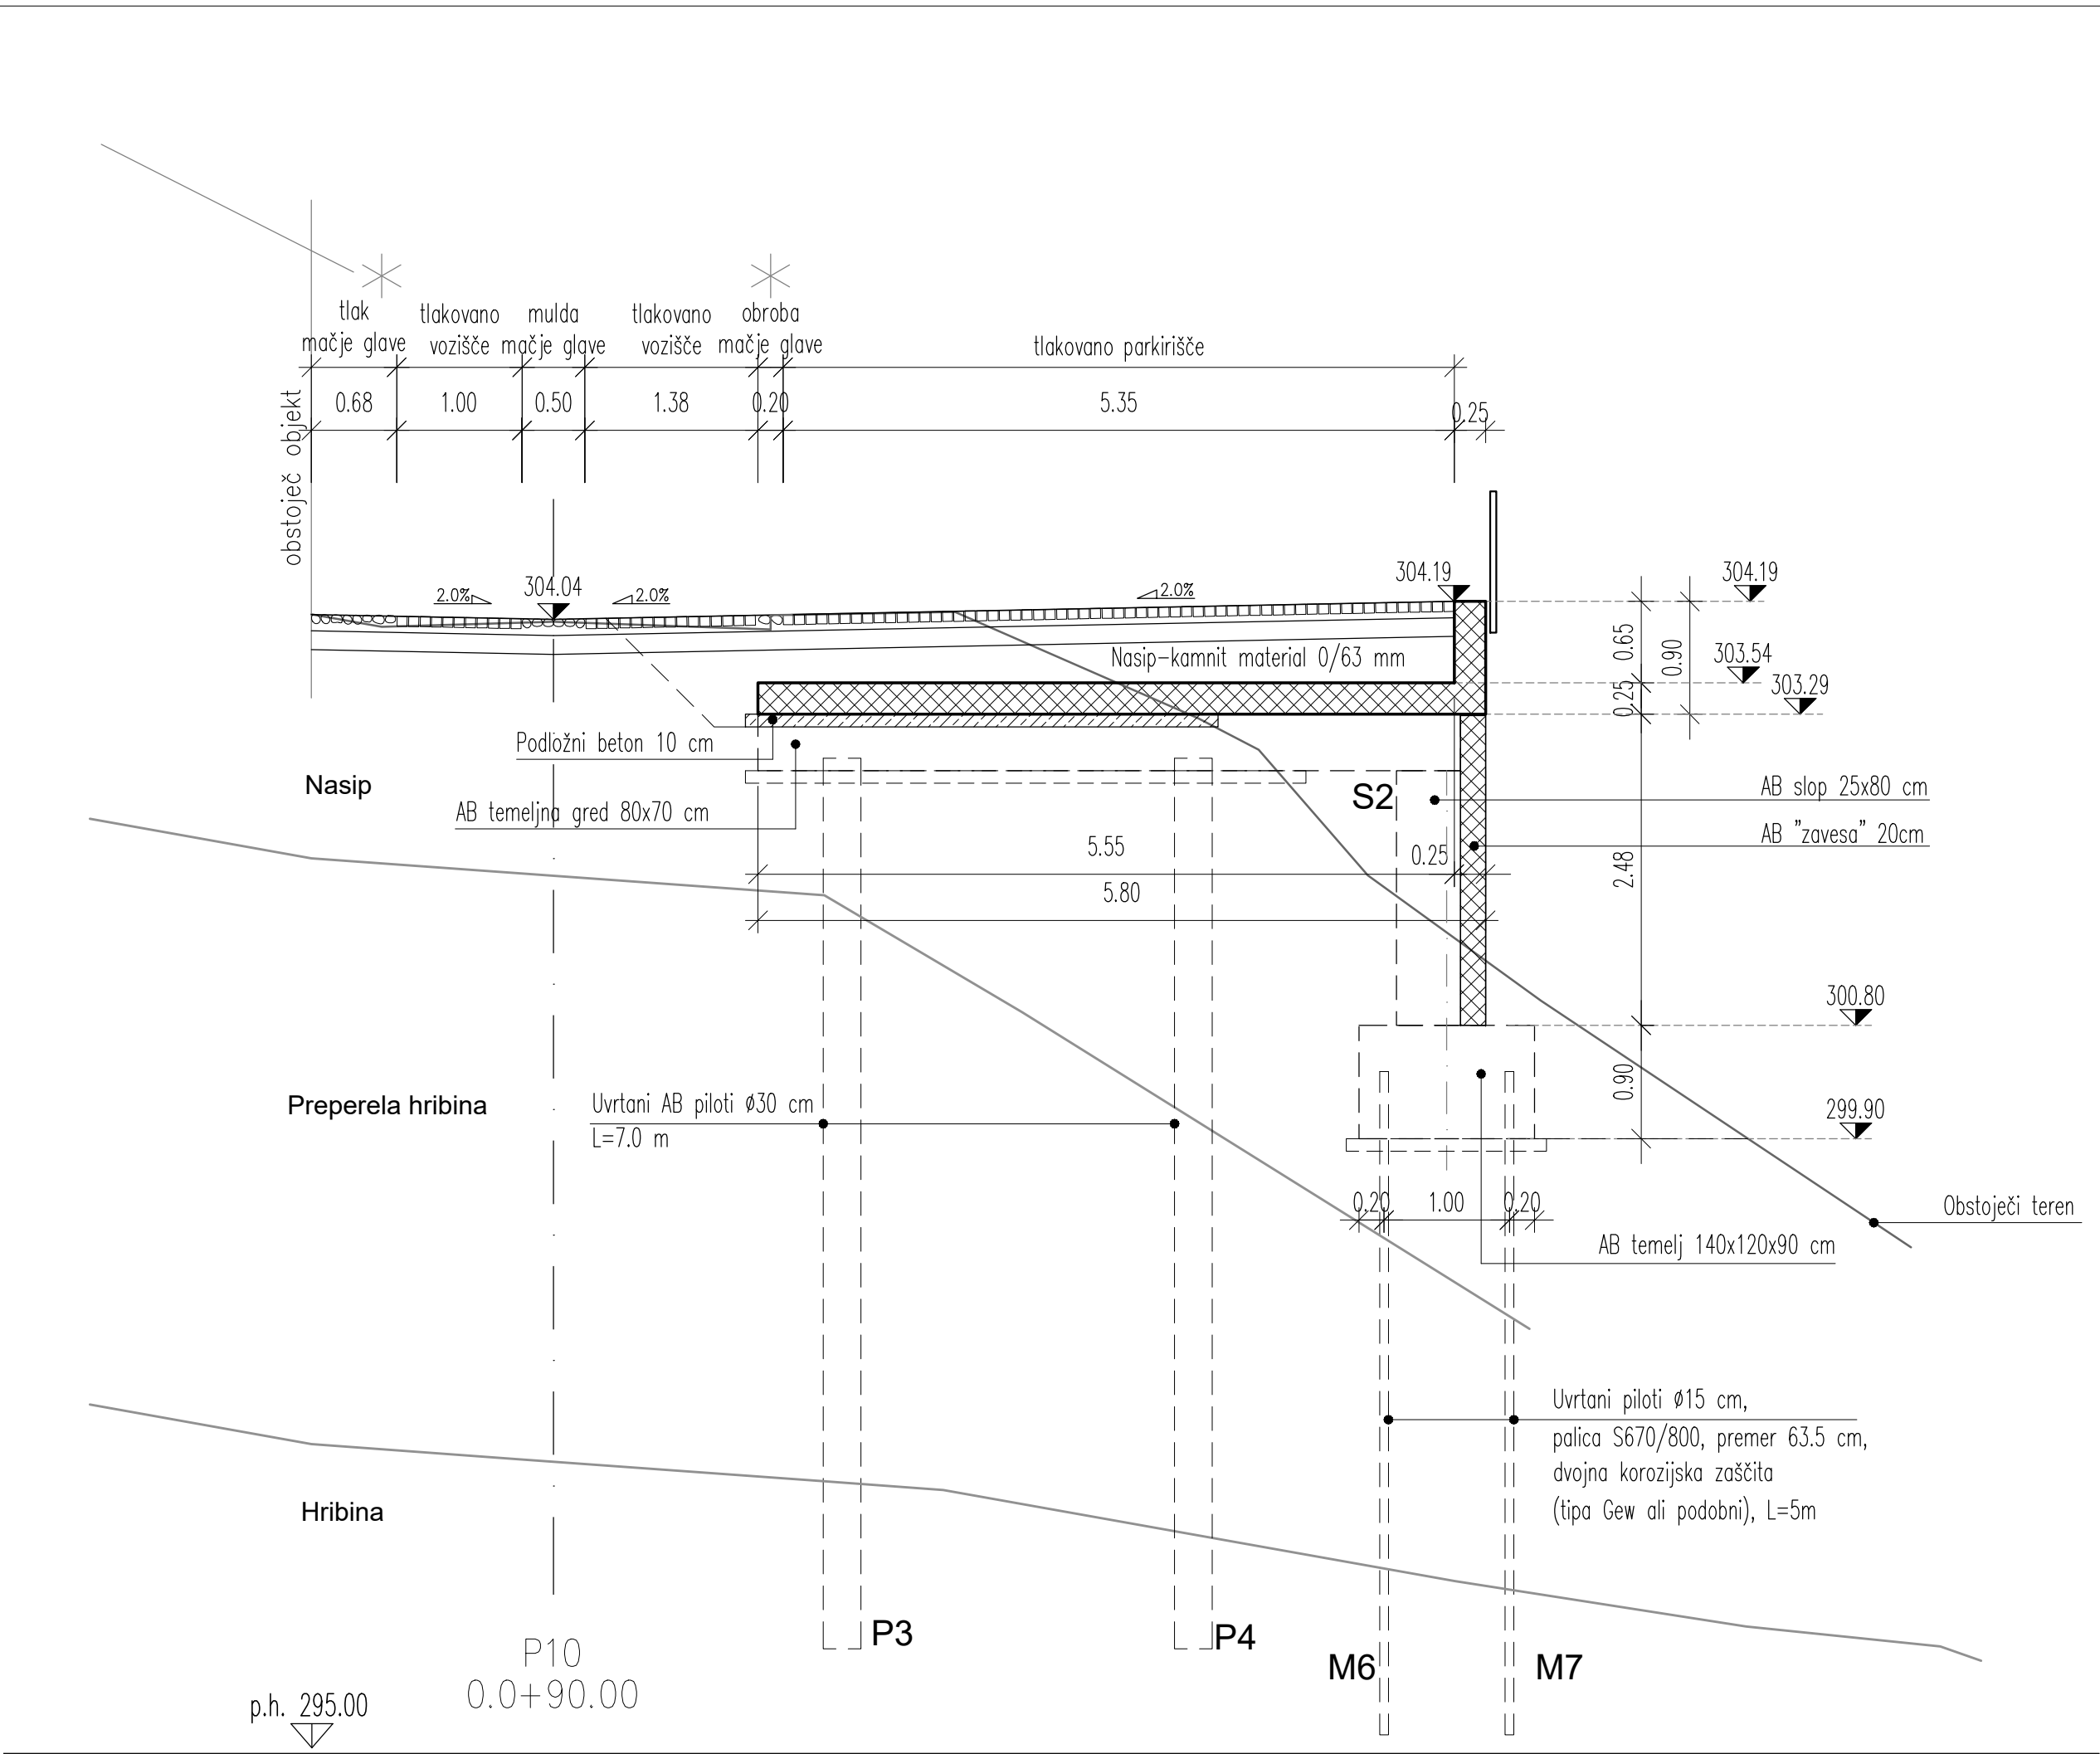 tlak
mačje glave
tlakovano
vozišče
mulda
mačje glave
tlakovano
vozišče
obroba
mačje glave
tlakovano parkirišče
0.68
1.00
0.50
1.38
0.20
5.35
0.25
obstoječ objekt
2.0%
304.04
2.0%
2.0%
304.19
304.19
0.65
0.90
303.54
0.25
303.29
Nasip-kamnit material 0/63 mm
Podložni beton 10 cm
Nasip
AB temeljna gred 80x70 cm
S2
AB slop 25x80 cm
AB "zavesa" 20cm
5.55
0.25
5.80
2.48
300.80
0.90
299.90
Preperela hribina
Uvrtani AB piloti ø30 cm
L=7.0 m
0.20
1.00
0.20
Obstoječi teren
AB temelj 140x120x90 cm
Uvrtani piloti ø15 cm,
palica S670/800, premer 63.5 cm,
dvojna korozijska zaščita
(tipa Gew ali podobni), L=5m
Hribina
P3
P4
M6
M7
P10
0.0+90.00
p.h. 295.00